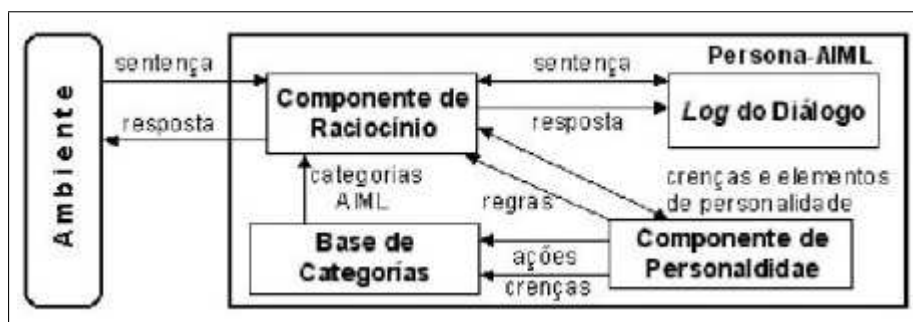 Ambiente
sentença
resposta
Persona-AIML
Componente de
Raciocínio
sentença
resposta
Log do Diálogo
categorias
AIML
regras
crenças e elementos
de personalidade
Base de
Categorías
ações
crenças
Componente de
Personaldidae